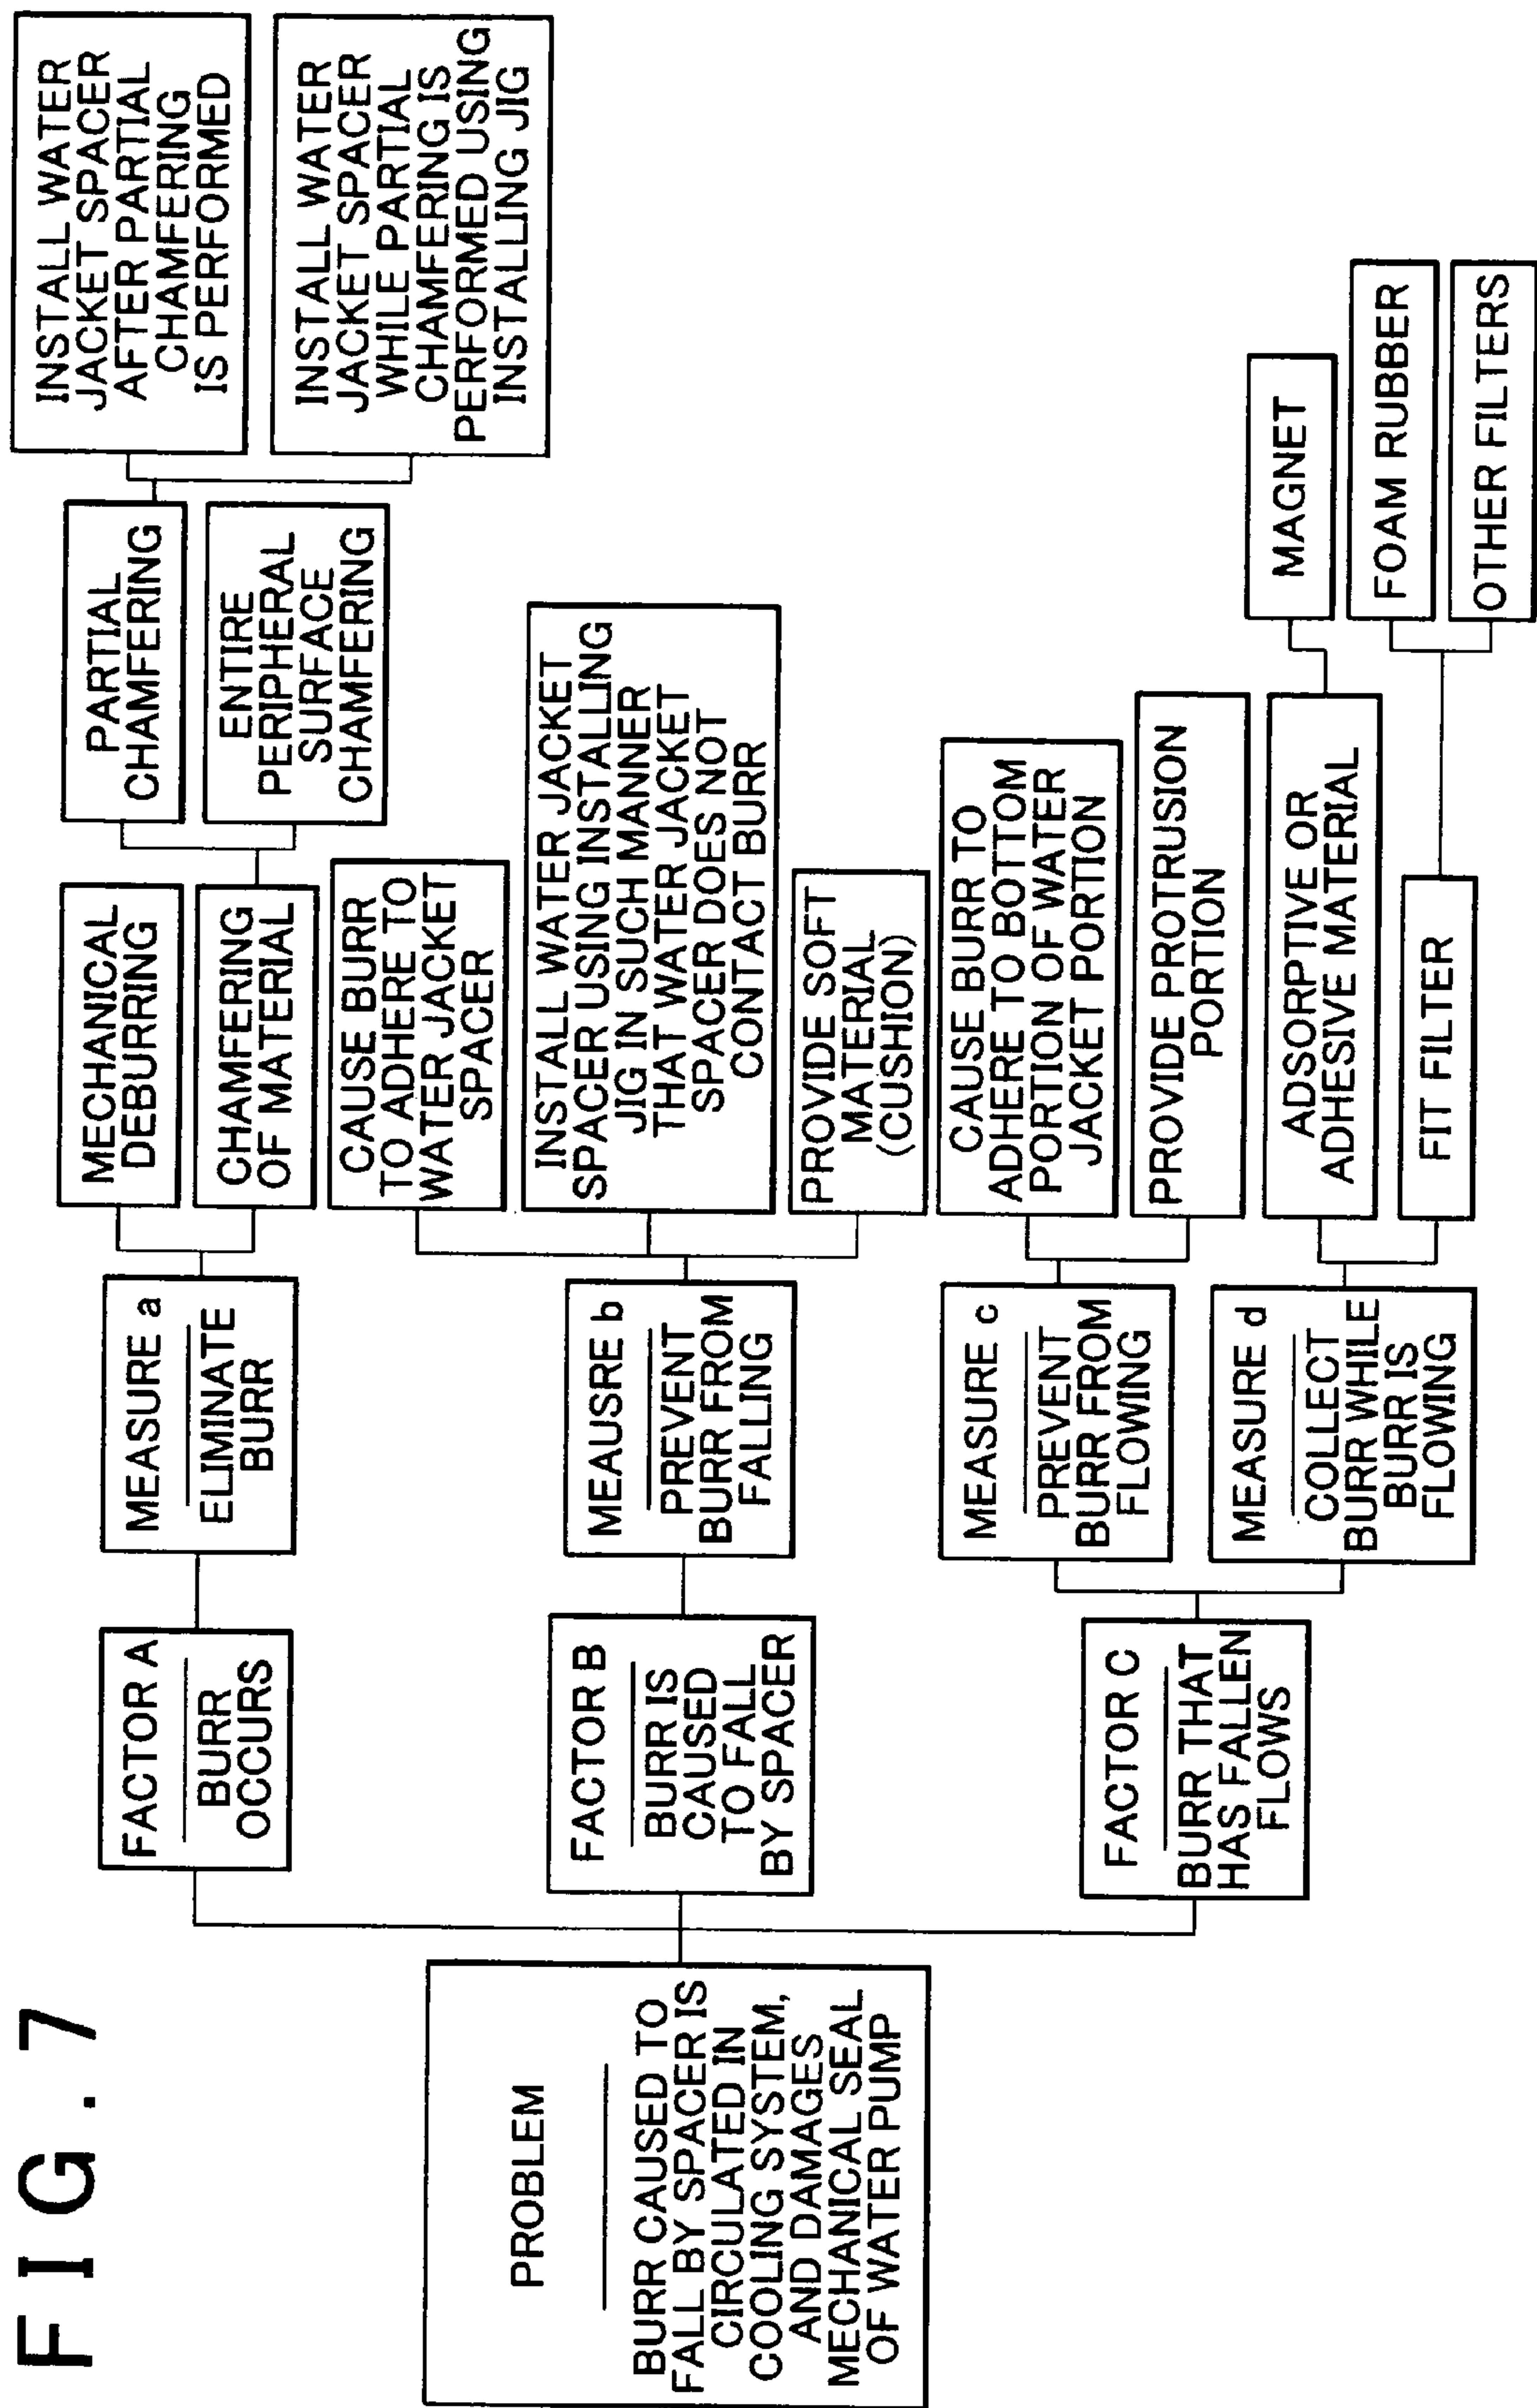 FIG. 7
PROBLEM
BURR CAUSED TO
FALL BY SPACER IS
CIRCULATED IN
COOLING SYSTEM,
AND DAMAGES
MECHANICAL SEAL
OF WATER PUMP
FACTOR A
BURR
OCCURS
FACTOR B
BURR IS
CAUSED
TO FALL
BY SPACER
FACTOR C
BURR THAT
HAS FALLEN
FLOWS
MEASURE a
ELIMINATE
BURR
MEAUSRE b
PREVENT
BURR FROM
FALLING
MEASURE c
PREVENT
BURR FROM
FLOWING
MEASURE d
COLLECT
BURR WHILE
BURR IS
FLOWING
MECHANICAL
DEBURRING
CHAMFERING
OF MATERIAL
CAUSE BURR
TO ADHERE TO
WATER JACKET
SPACER
INSTALL WATER JACKET
SPACER USING INSTALLING
JIG IN SUCH MANNER
THAT WATER JACKET
SPACER DOES NOT
CONTACT BURR
PROVIDE SOFT
MATERIAL
(CUSHION)
CAUSE BURR TO
ADHERE TO BOTTOM
PORTION OF WATER
JACKET PORTION
PROVIDE PROTRUSION
PORTION
ADSORPTIVE OR
ADHESIVE MATERIAL
FIT FILTER
PARTIAL
CHAMFERING
ENTIRE
PERIPHERAL
SURFACE
CHAMFERING
MAGNET
FOAM RUBBER
OTHER FILTERS
INSTALL WATER
JACKET SPACER
AFTER PARTIAL
CHAMFERING
IS PERFORMED
INSTALL WATER
JACKET SPACER
WHILE PARTIAL
CHAMFERING IS
PERFORMED USING
INSTALLING JIG